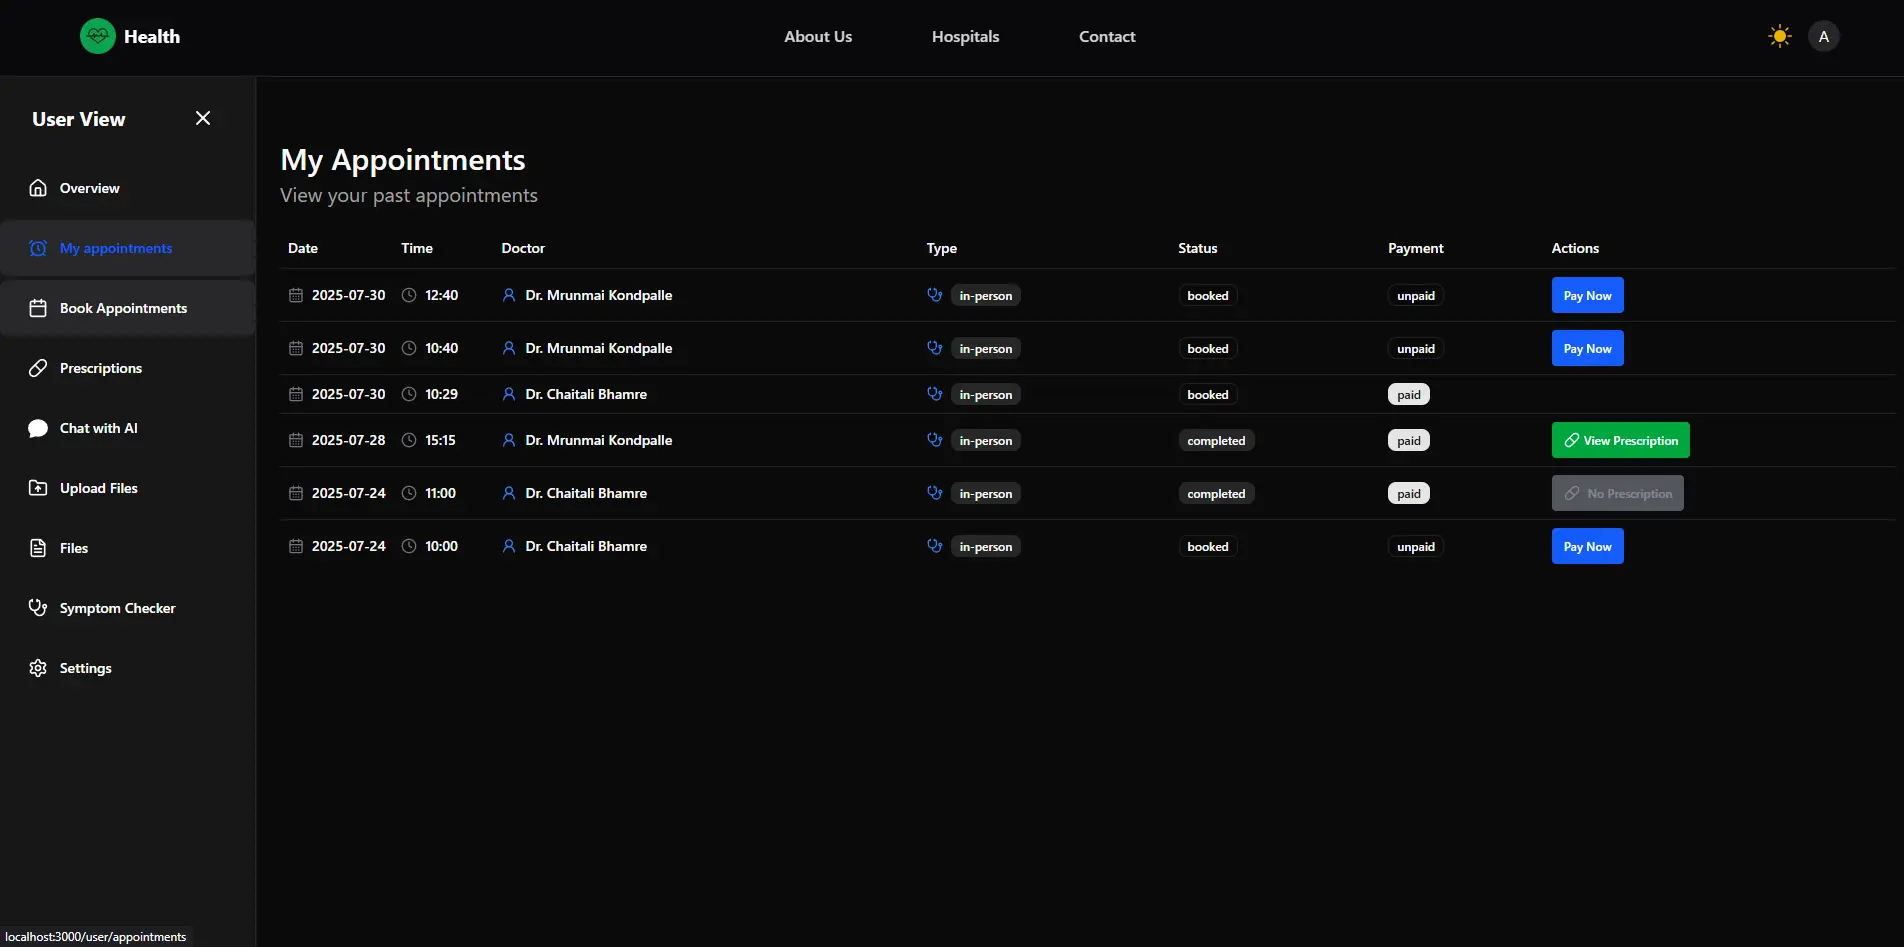 Health
About Us
Hospitals
Contact
A
User View
Overview
My appointments
Book Appointments
Prescriptions
Chat with AI
Upload Files
Files
Symptom Checker
Settings
My Appointments
View your past appointments
Date Time Doctor Type Status Payment Actions
2025-07-30 12:40 Dr. Mrunmai Kondpalle in-person booked unpaid Pay Now
2025-07-30 10:40 Dr. Mrunmai Kondpalle in-person booked unpaid Pay Now
2025-07-30 10:29 Dr. Chaitali Bhamre in-person booked paid
2025-07-28 15:15 Dr. Mrunmai Kondpalle in-person completed paid View Prescription
2025-07-24 11:00 Dr. Chaitali Bhamre in-person completed paid No Prescription
2025-07-24 10:00 Dr. Chaitali Bhamre in-person booked unpaid Pay Now
localhost:3000/user/appointments